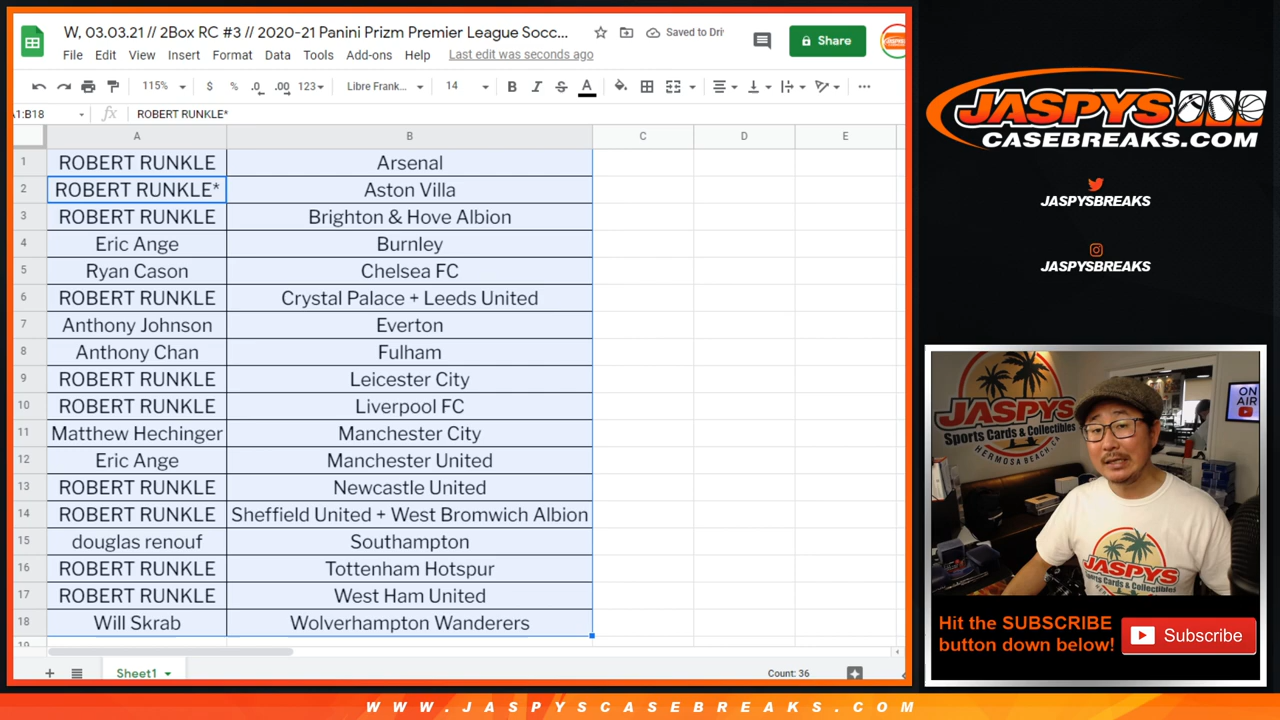 W, 03.03.21 // 2Box RC #3 // 2020-21 Panini Prizm Premier League Socc...
Saved to Dri
Share
File Edit View Insert Format Data Tools Add-ons Help Last edit was seconds ago
115% $ % .0 .00 123 Libre Frank... 14 B I S A
A1:B18 fx ROBERT RUNKLE*
A B C D E
1 ROBERT RUNKLE Arsenal
2 ROBERT RUNKLE* Aston Villa
3 ROBERT RUNKLE Brighton & Hove Albion
4 Eric Ange Burnley
5 Ryan Cason Chelsea FC
6 ROBERT RUNKLE Crystal Palace + Leeds United
7 Anthony Johnson Everton
8 Anthony Chan Fulham
9 ROBERT RUNKLE Leicester City
10 ROBERT RUNKLE Liverpool FC
11 Matthew Hechinger Manchester City
12 Eric Ange Manchester United
13 ROBERT RUNKLE Newcastle United
14 ROBERT RUNKLE Sheffield United + West Bromwich Albion
15 douglas renouf Southampton
16 ROBERT RUNKLE Tottenham Hotspur
17 ROBERT RUNKLE West Ham United
18 Will Skrab Wolverhampton Wanderers
19
Sheet1
Count: 36
JASPYS
CASEBREAKS.COM
JASPYSBREAKS
JASPYSBREAKS
JASPYS
Sports Cards & Collectibles
HERMOSA BEACH, CA
ON
AIR
JASPYS
Hit the SUBSCRIBE
button down below!
Subscribe
WWW.JASPYSCASEBREAKS.COM